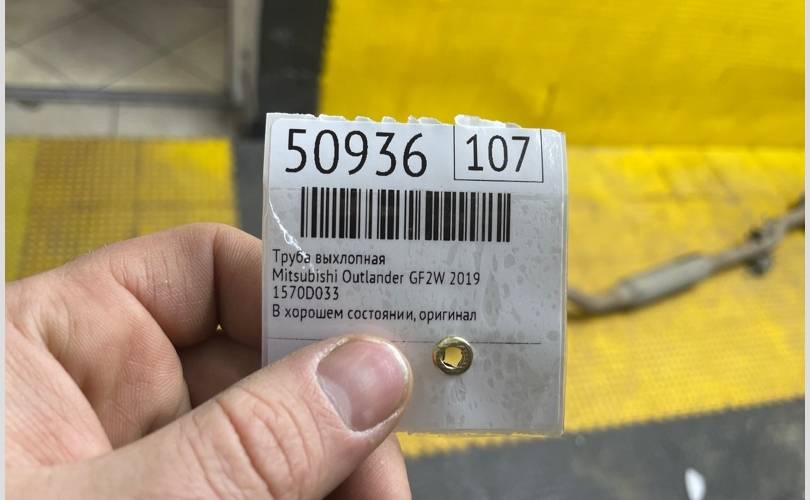 50936 107
Труба выхлопная
Mitsubishi Outlander GF2W 2019
1570D033
В хорошем состоянии, оригинал